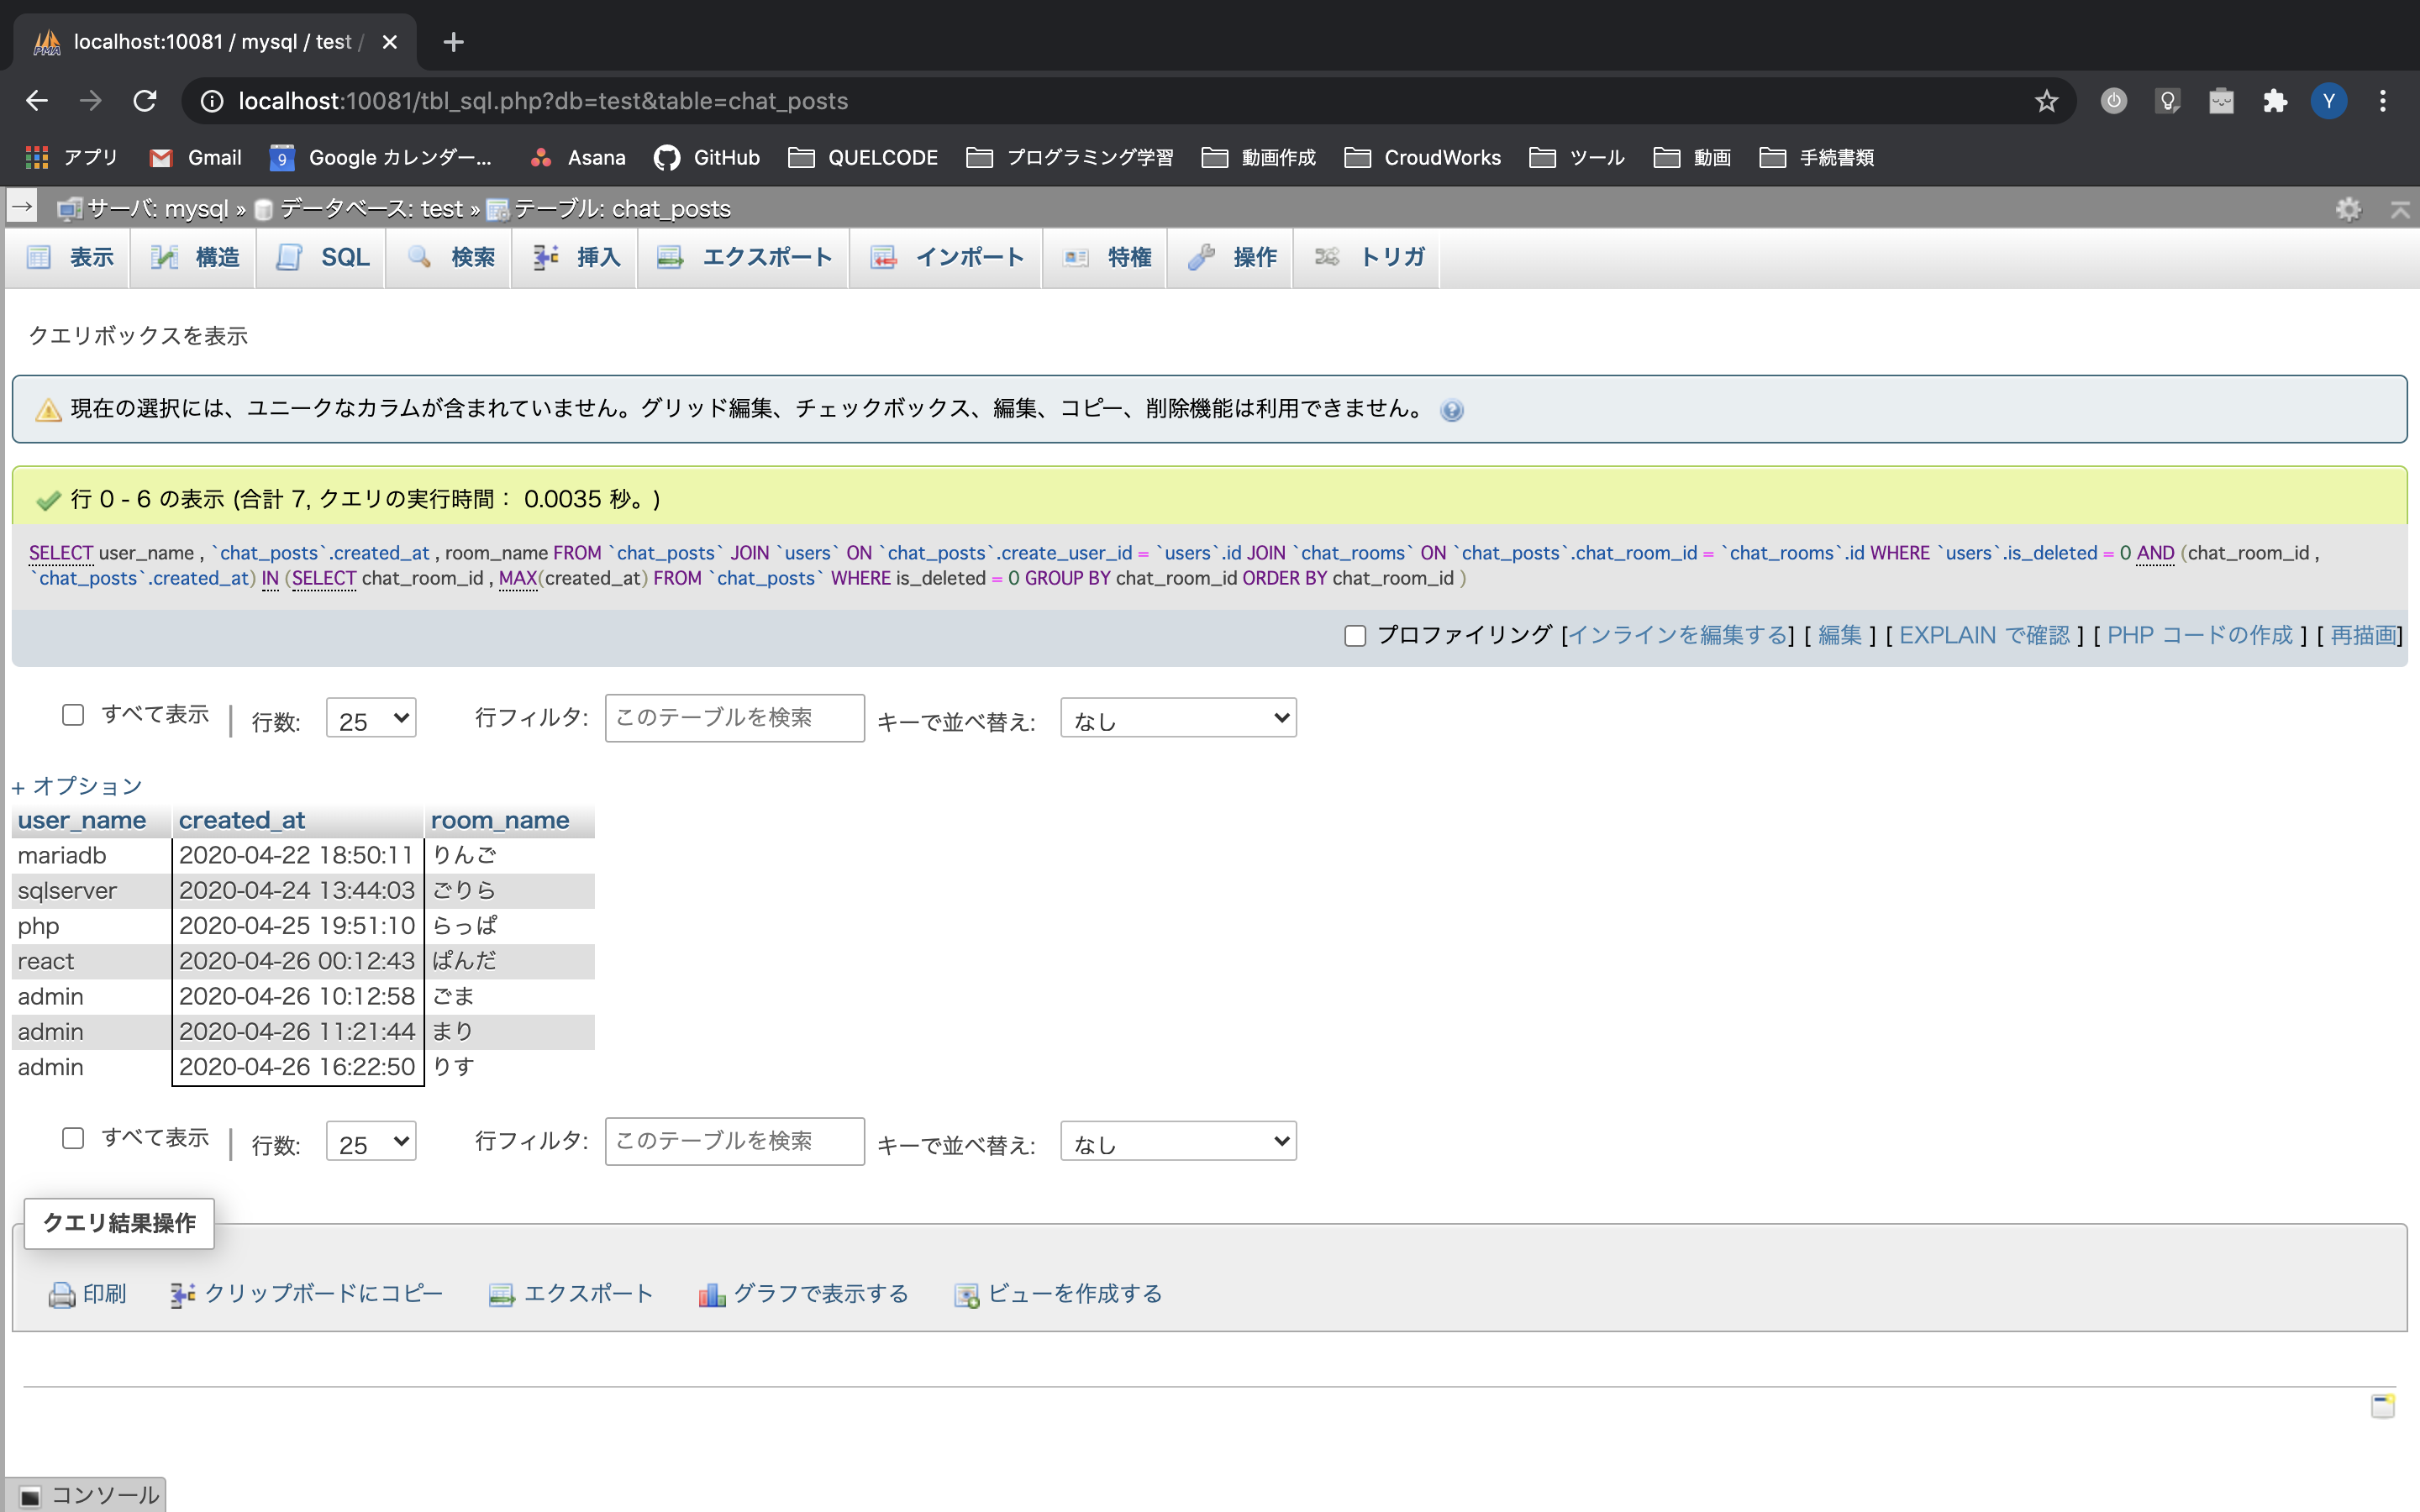 localhost:10081 / mysql / test /
localhost:10081/tbl_sql.php?db=test&table=chat_posts
Y
アプリ Gmail 9 Google カレンダー... Asana GitHub QUELCODE プログラミング学習 動画作成 CroudWorks ツール 動画 手続書類
サーバ: mysql » データベース: test » テーブル: chat_posts
表示 構造 SQL 検索 挿入 エクスポート インポート 特権 操作 トリガ
クエリボックスを表示
現在の選択には、ユニークなカラムが含まれていません。グリッド編集、チェックボックス、編集、コピー、削除機能は利用できません。
行 0 - 6 の表示 (合計 7, クエリの実行時間： 0.0035 秒。)
SELECT user_name , `chat_posts`.created_at , room_name FROM `chat_posts` JOIN `users` ON `chat_posts`.create_user_id = `users`.id JOIN `chat_rooms` ON `chat_posts`.chat_room_id = `chat_rooms`.id WHERE `users`.is_deleted = 0 AND (chat_room_id ,
`chat_posts`.created_at) IN (SELECT chat_room_id , MAX(created_at) FROM `chat_posts` WHERE is_deleted = 0 GROUP BY chat_room_id ORDER BY chat_room_id )
プロファイリング [インラインを編集する] [ 編集 ] [ EXPLAIN で確認 ] [ PHP コードの作成 ] [ 再描画]
すべて表示 | 行数: 25 行フィルタ: このテーブルを検索 キーで並べ替え: なし
+ オプション
user_name created_at room_name
mariadb 2020-04-22 18:50:11 りんご
sqlserver 2020-04-24 13:44:03 ごりら
php 2020-04-25 19:51:10 らっぱ
react 2020-04-26 00:12:43 ぱんだ
admin 2020-04-26 10:12:58 ごま
admin 2020-04-26 11:21:44 まり
admin 2020-04-26 16:22:50 りす
すべて表示 | 行数: 25 行フィルタ: このテーブルを検索 キーで並べ替え: なし
クエリ結果操作
印刷 クリップボードにコピー エクスポート グラフで表示する ビューを作成する
コンソール